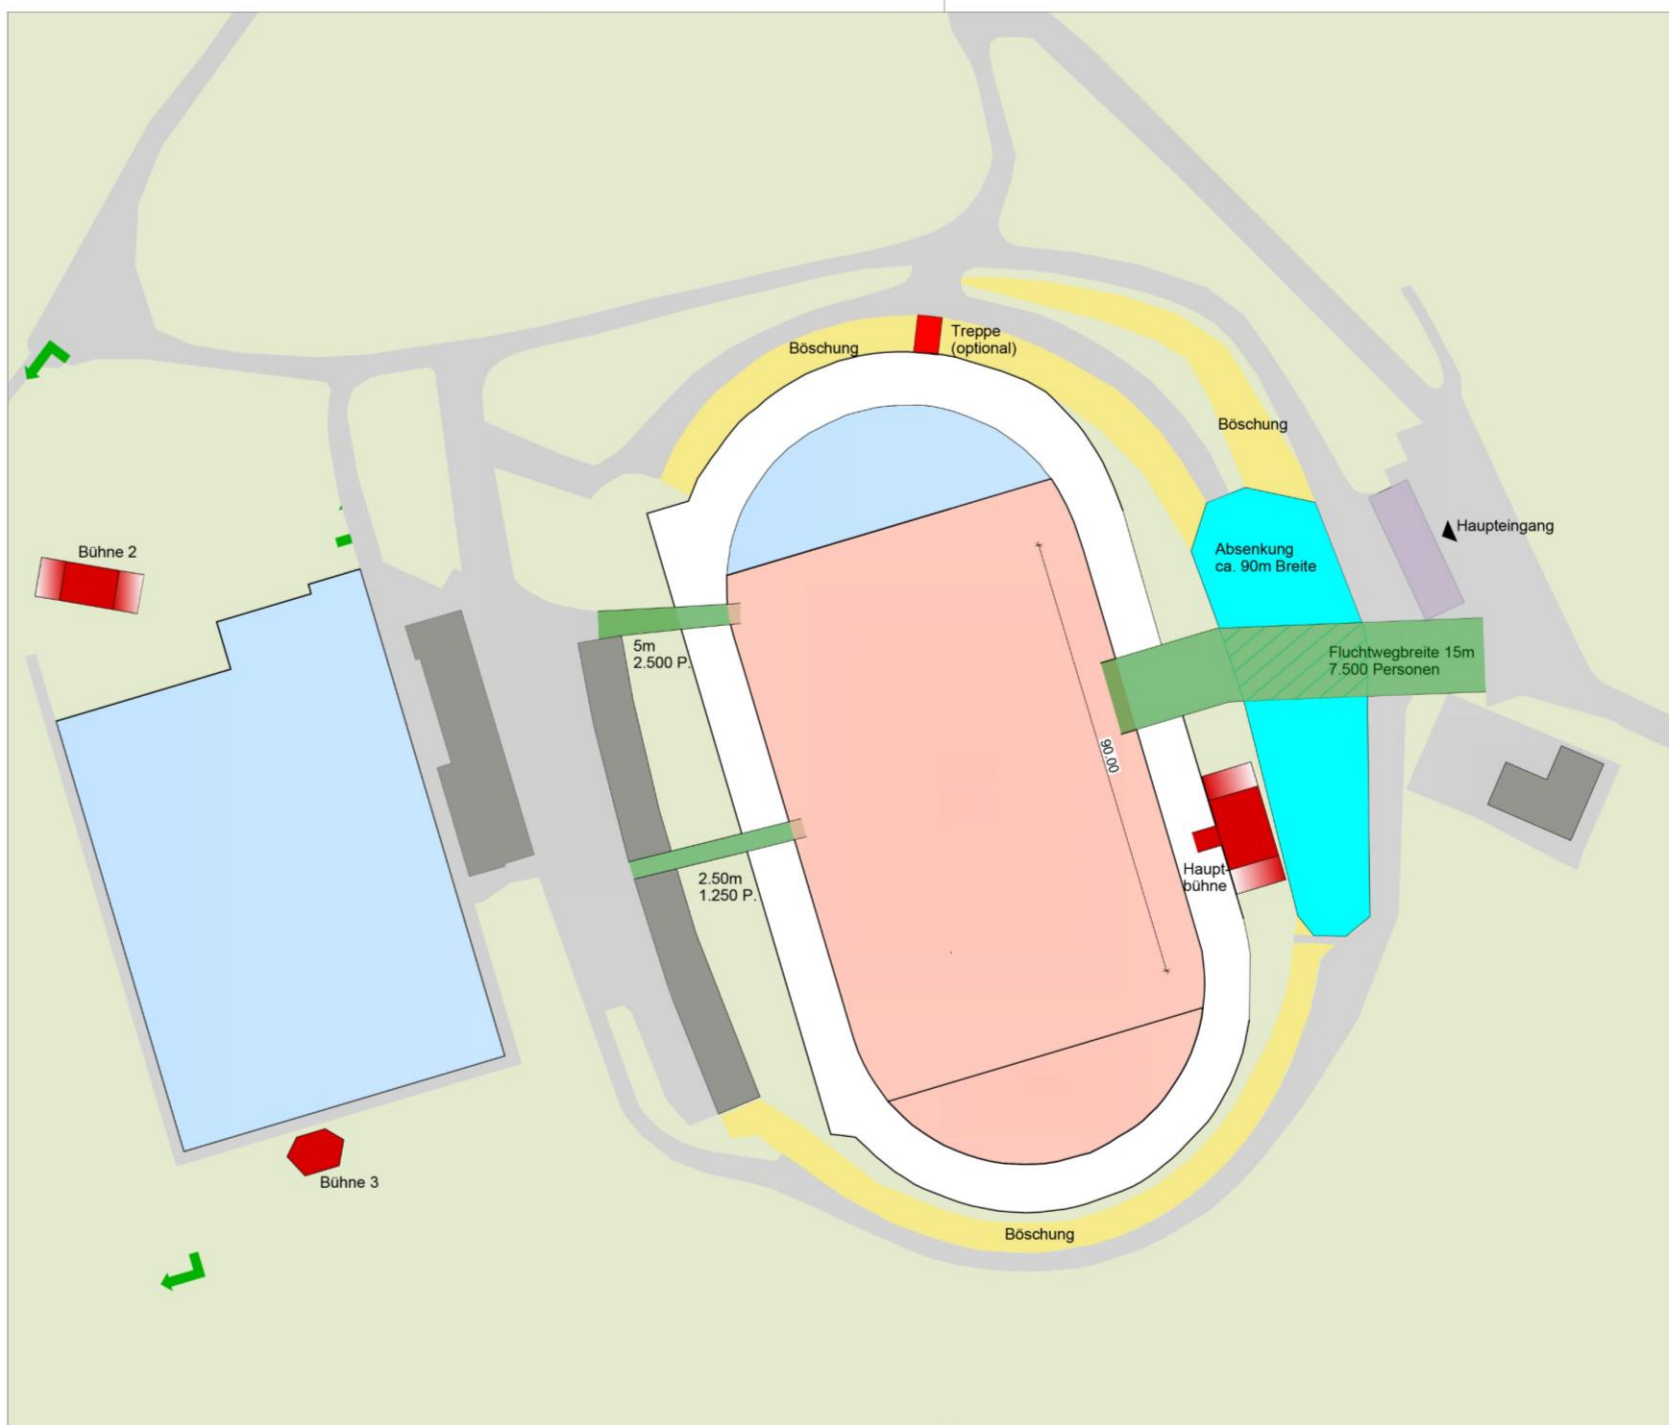 Treppe
(optional)
Böschung
Böschung
Haupteingang
Bühne 2
Absenkung
ca. 90m Breite
5m
2.500 P.
Fluchtwegbreite 15m
7.500 Personen
90.00
2.50m
1.250 P.
Haupt-
bühne
Bühne 3
Böschung